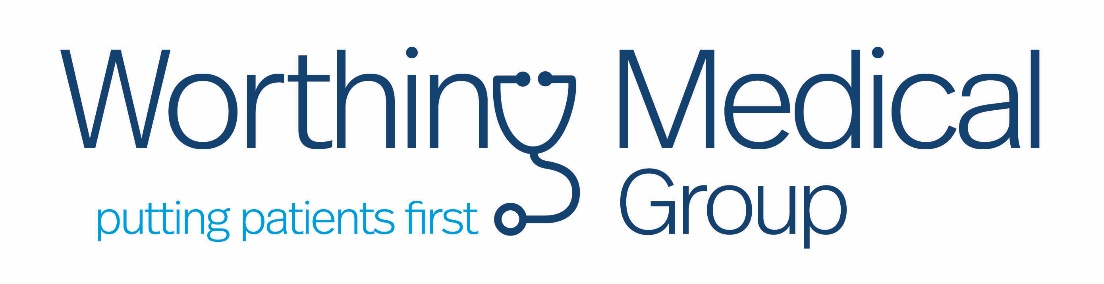 Worthing Medical
Group
putting patients first